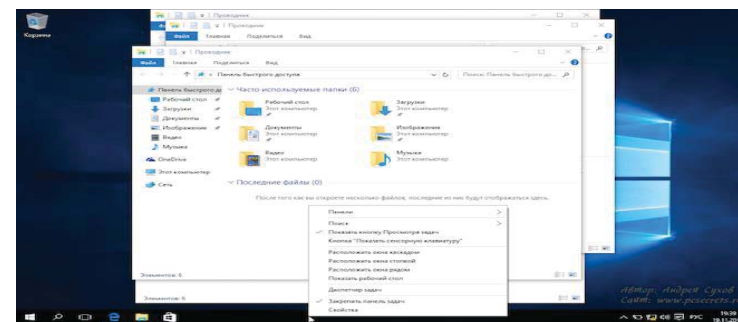 Проводник
Корзина
Проводник
Файл Главная Поделиться Вид
Проводник
Файл Главная Поделиться Вид
Панель быстрого доступа
Поиск: Панель быстрого до...
Панель быстрого до
Часто используемые папки (6)
Рабочий стол
Рабочий стол
Этот компьютер
Загрузки
Этот компьютер
Загрузки
Документы
Документы
Этот компьютер
Изображения
Этот компьютер
Изображения
Видео
Видео
Этот компьютер
Музыка
Этот компьютер
Музыка
OneDrive
Этот компьютер
Сеть
Последние файлы (0)
После того как вы откроете несколько файлов, последние из них будут отображаться здесь.
Панели
Поиск
Показать кнопку Просмотра задач
Кнопка "Показать сенсорную клавиатуру"
Расположить окна каскадом
Расположить окна стопкой
Расположить окна рядом
Показать рабочий стол
Диспетчер задач
Закрепить панель задач
Свойства
Элементов: 6
Элементов: 6
Автор: Андрей Сухов
Сайт: www.pcsecrets.r
РУС
19:39
19.11.20